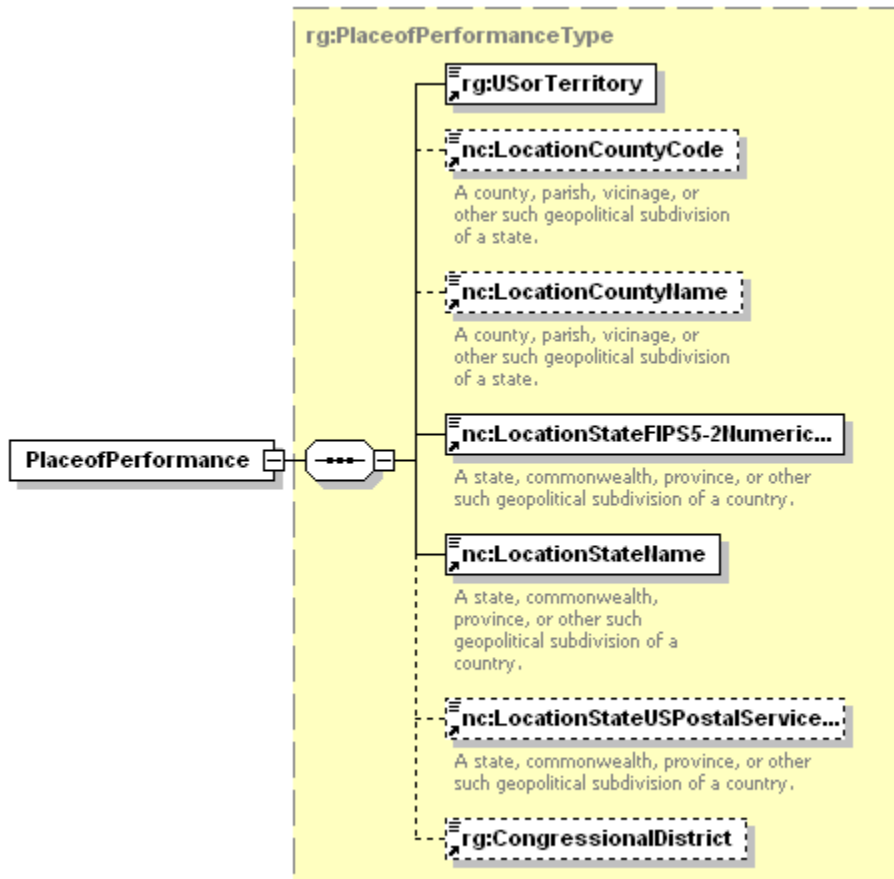 rg:PlaceofPerformanceType
rg:USorTerritory
nc:LocationCountyCode
A county, parish, vicinage, or
other such geopolitical subdivision
of a state.
nc:LocationCountyName
A county, parish, vicinage, or
other such geopolitical subdivision
of a state.
PlaceofPerformance
nc:LocationStateFIPS5-2Numeric...
A state, commonwealth, province, or other
such geopolitical subdivision of a country.
nc:LocationStateName
A state, commonwealth,
province, or other such
geopolitical subdivision of a
country.
nc:LocationStateUSPostalService...
A state, commonwealth, province, or other
such geopolitical subdivision of a country.
rg:CongressionalDistrict